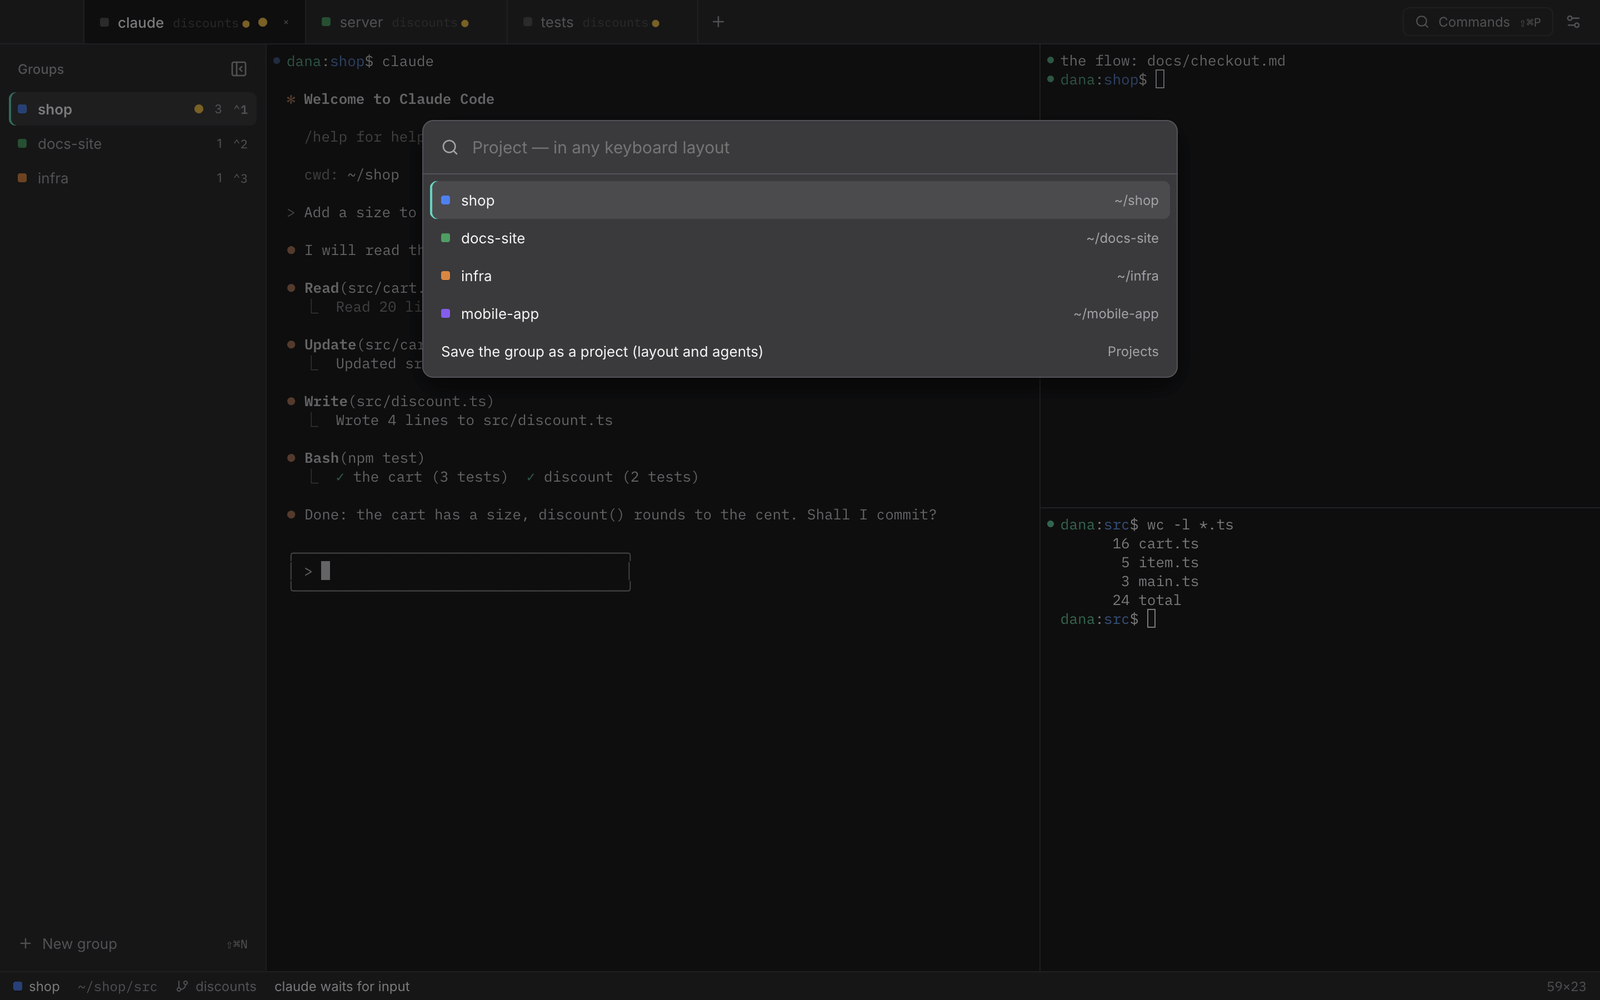 claude discounts ×
server discounts
tests discounts
+
Commands ⇧⌘P
Groups
shop 3 ^1
docs-site 1 ^2
infra 1 ^3
+ New group ⇧⌘N
dana:shop$ claude
✻ Welcome to Claude Code
/help for help
cwd: ~/shop
> Add a size to
I will read th
Read(src/cart.
Read 20 li
Update(src/car
Updated sr
Write(src/discount.ts)
Wrote 4 lines to src/discount.ts
Bash(npm test)
✓ the cart (3 tests) ✓ discount (2 tests)
Done: the cart has a size, discount() rounds to the cent. Shall I commit?
>
Project — in any keyboard layout
shop ~/shop
docs-site ~/docs-site
infra ~/infra
mobile-app ~/mobile-app
Save the group as a project (layout and agents) Projects
the flow: docs/checkout.md
dana:shop$
dana:src$ wc -l *.ts
16 cart.ts
5 item.ts
3 main.ts
24 total
dana:src$
shop ~/shop/src discounts claude waits for input 59×23